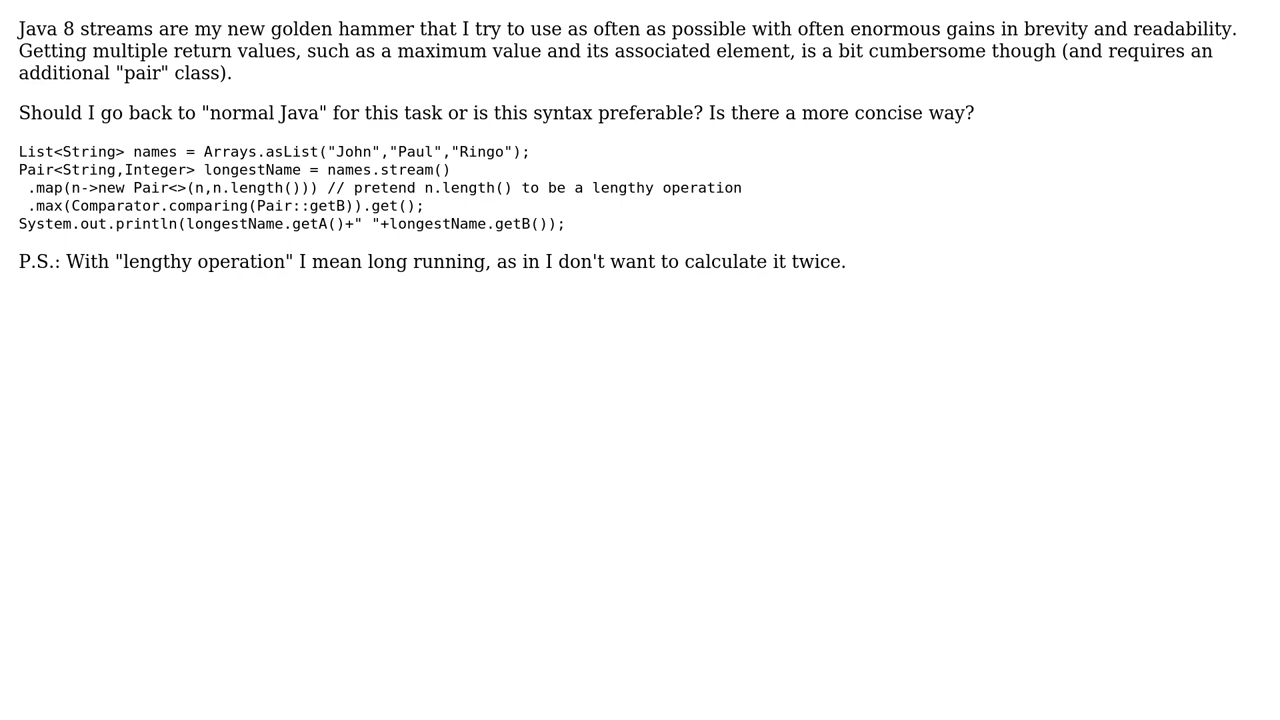 Java 8 streams are my new golden hammer that I try to use as often as possible with often enormous gains in brevity and readability.
Getting multiple return values, such as a maximum value and its associated element, is a bit cumbersome though (and requires an
additional "pair" class).
Should I go back to "normal Java" for this task or is this syntax preferable? Is there a more concise way?
List<String> names = Arrays.asList("John","Paul","Ringo");
Pair<String,Integer> longestName = names.stream()
 .map(n->new Pair<>(n,n.length())) // pretend n.length() to be a lengthy operation
 .max(Comparator.comparing(Pair::getB)).get();
System.out.println(longestName.getA()+" "+longestName.getB());
P.S.: With "lengthy operation" I mean long running, as in I don't want to calculate it twice.